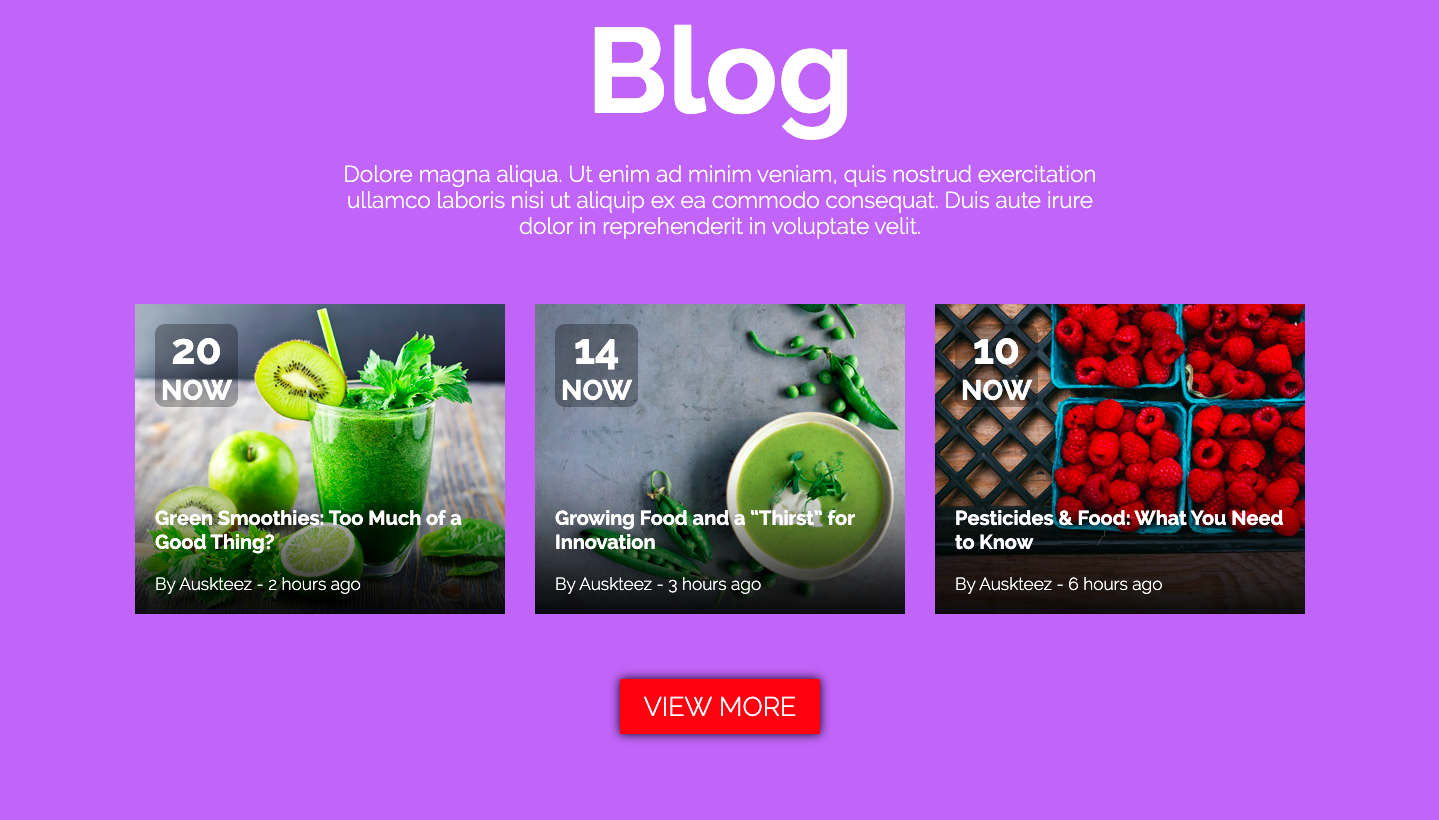 Blog
Dolore magna aliqua. Ut enim ad minim veniam, quis nostrud exercitation
ullamco laboris nisi ut aliquip ex ea commodo consequat. Duis aute irure
dolor in reprehenderit in voluptate velit.
20
NOW
Green Smoothies: Too Much of a
Good Thing?
By Auskteez - 2 hours ago
14
NOW
Growing Food and a “Thirst” for
Innovation
By Auskteez - 3 hours ago
10
NOW
Pesticides & Food: What You Need
to Know
By Auskteez - 6 hours ago
VIEW MORE